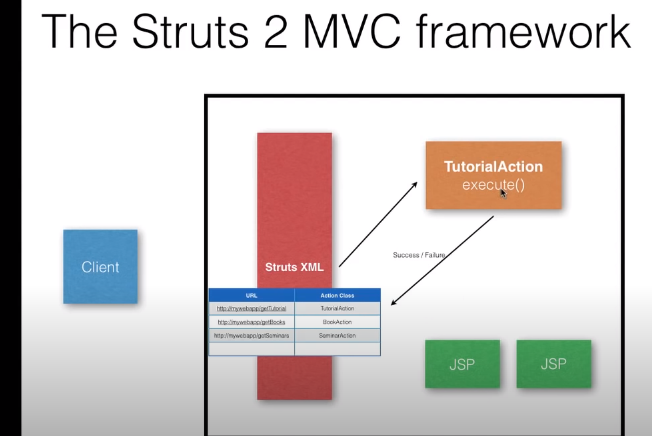 The Struts 2 MVC framework
TutorialAction
execute()
Client
Struts XML
Success / Failure
URL Action Class
http://mywebapp/getTutorial TutorialAction
http://mywebapp/getBooks BookAction
http://mywebapp/getSeminars SeminarAction
JSP JSP